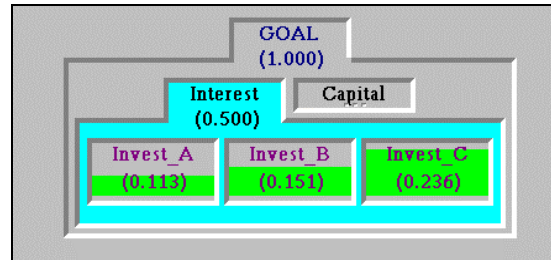 GOAL
(1.000)
Interest
(0.500)
Capital
Invest_A
(0.113)
Invest_B
(0.151)
Invest_C
(0.236)